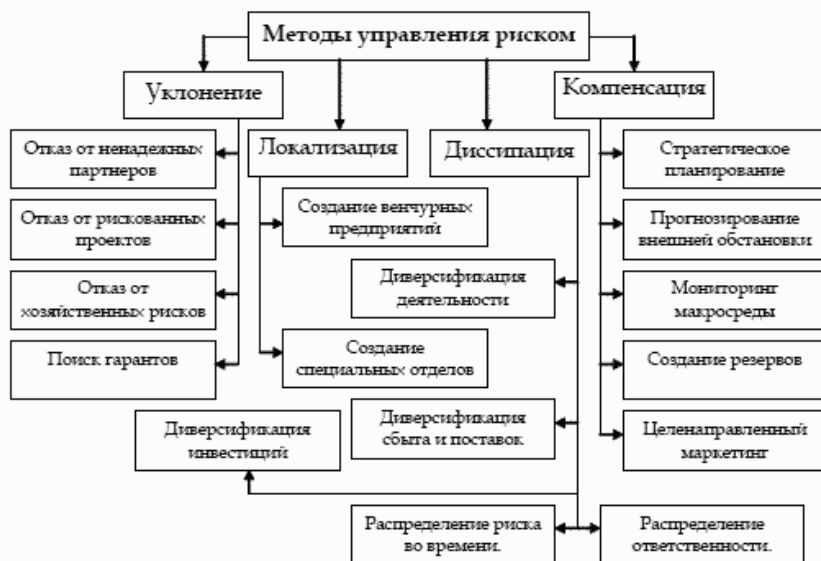 Методы управления риском
Уклонение
Компенсация
Локализация
Диссипация
Отказ от ненадежных
партнеров
Отказ от рискованных
проектов
Отказ от
хозяйственных рисков
Поиск гарантов
Создание венчурных
предприятий
Создание
специальных отделов
Диверсификация
деятельности
Диверсификация
сбыта и поставок
Диверсификация
инвестиций
Распределение риска
во времени.
Распределение
ответственности.
Стратегическое
планирование
Прогнозирование
внешней обстановки
Мониторинг
макросреды
Создание резервов
Целенаправленный
маркетинг